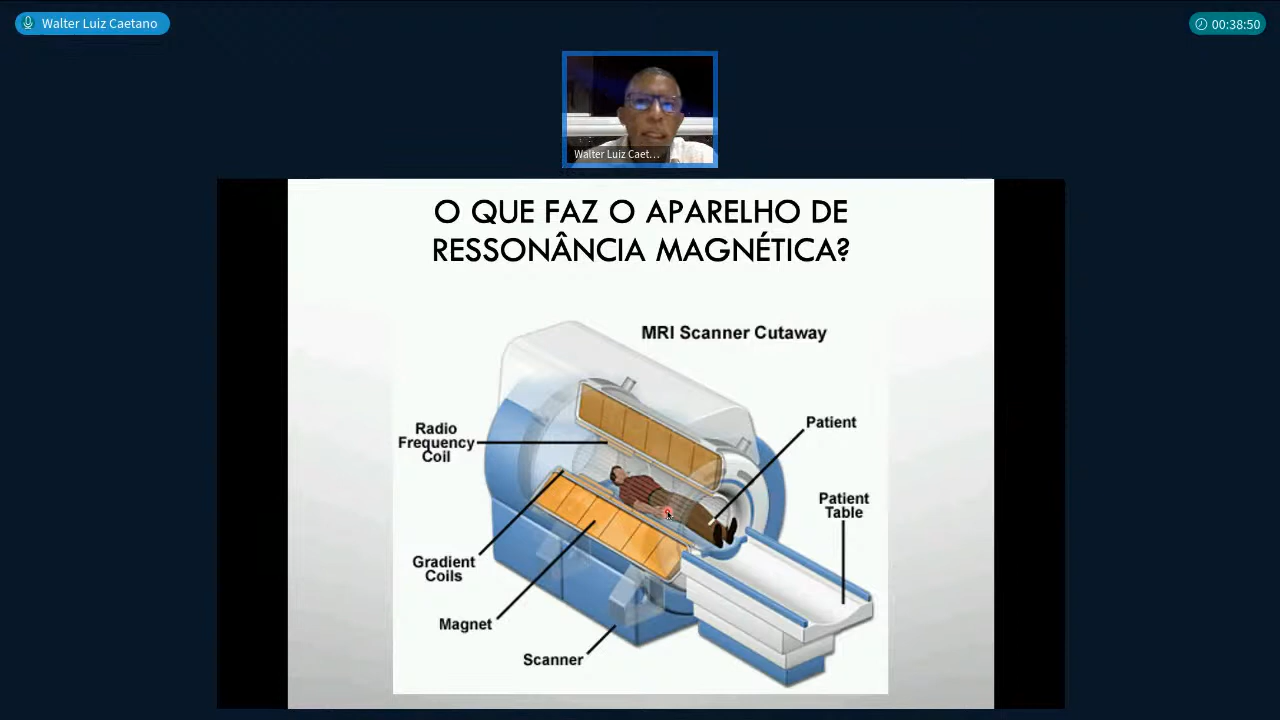 Walter Luiz Caetano
00:38:50
Walter Luiz Caet...
O QUE FAZ O APARELHO DE
RESSONÂNCIA MAGNÉTICA?
MRI Scanner Cutaway
Radio
Frequency
Coil
Patient
Patient
Table
Gradient
Coils
Magnet
Scanner